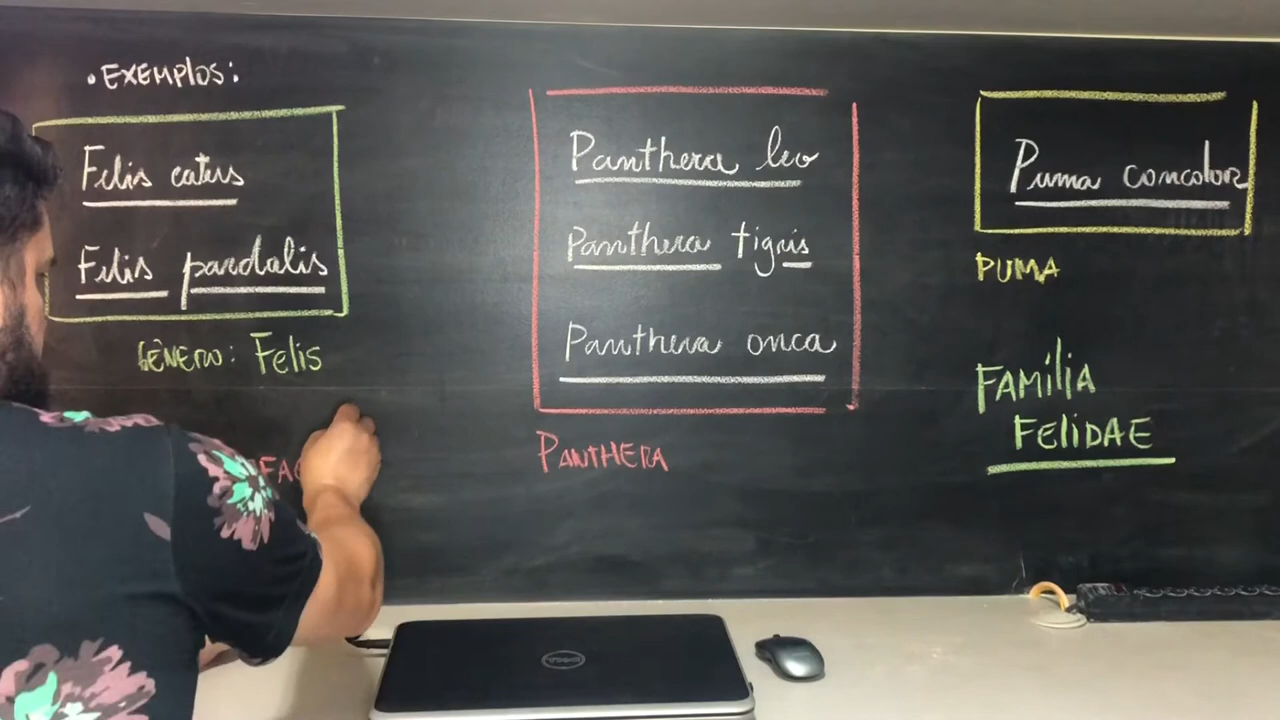 • EXEMPLOS:
Felis catus
Felis pardalis
GÊNERO: Felis
Panthera leo
Panthera tigris
Panthera onca
PANTHERA
Puma concolor
PUMA
FAMÍLIA
FELIDAE
DELL